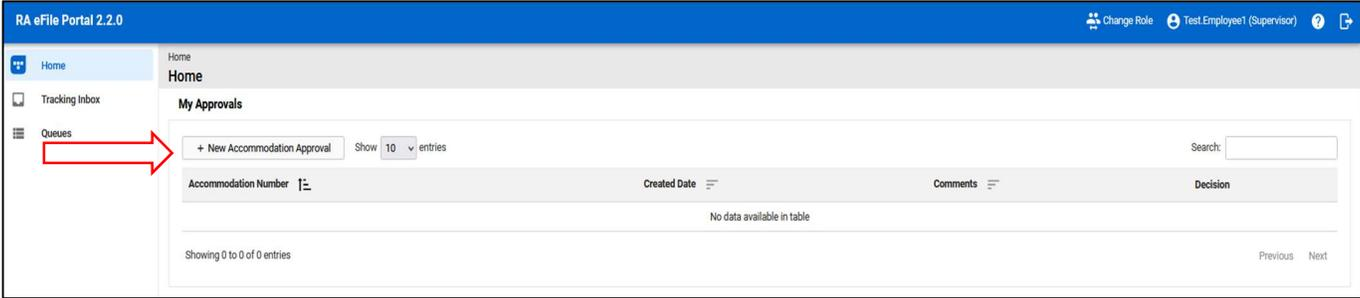 RA eFile Portal 2.2.0 Change Role Test.Employee1 (Supervisor) ?
Home
Home
Home
Tracking Inbox
Queues
My Approvals
+ New Accommodation Approval Show 10 entries Search:
Accommodation Number Created Date Comments Decision
No data available in table
Showing 0 to 0 of 0 entries Previous Next